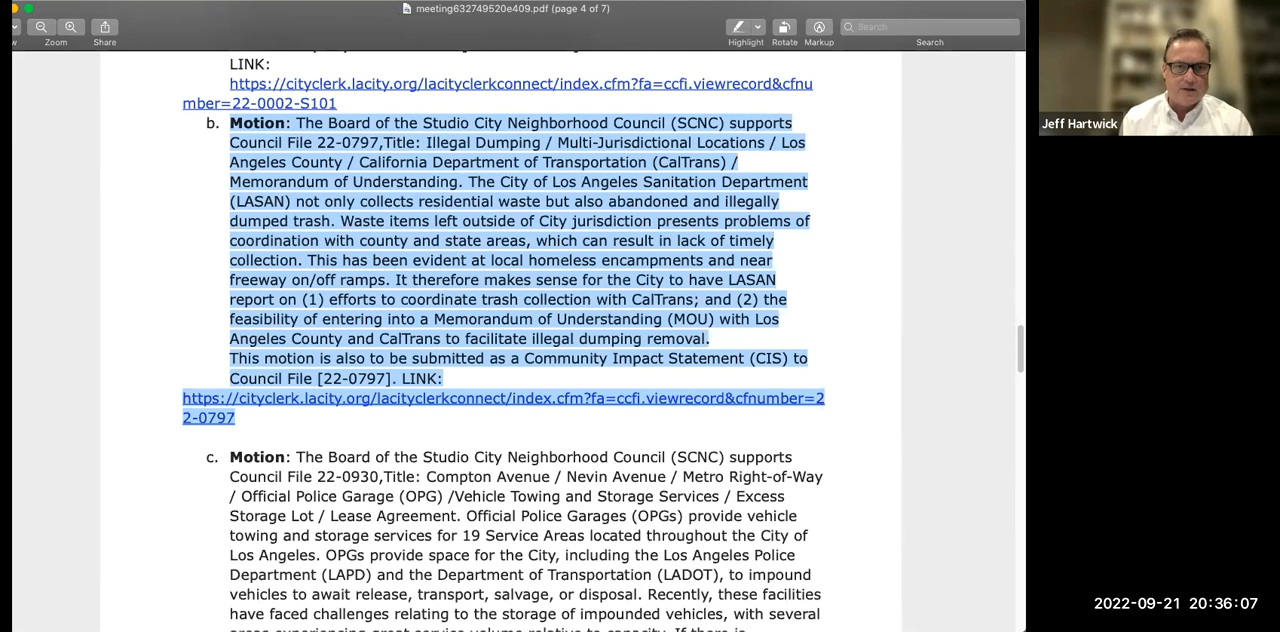 meeting632749520e409.pdf (page 4 of 7)
w Zoom Share Highlight Rotate Markup Search
Search
LINK:
https://cityclerk.lacity.org/lacityclerkconnect/index.cfm?fa=ccfi.viewrecord&cfnu
mber=22-0002-S101
b. Motion: The Board of the Studio City Neighborhood Council (SCNC) supports
Council File 22-0797,Title: Illegal Dumping / Multi-Jurisdictional Locations / Los
Angeles County / California Department of Transportation (CalTrans) /
Memorandum of Understanding. The City of Los Angeles Sanitation Department
(LASAN) not only collects residential waste but also abandoned and illegally
dumped trash. Waste items left outside of City jurisdiction presents problems of
coordination with county and state areas, which can result in lack of timely
collection. This has been evident at local homeless encampments and near
freeway on/off ramps. It therefore makes sense for the City to have LASAN
report on (1) efforts to coordinate trash collection with CalTrans; and (2) the
feasibility of entering into a Memorandum of Understanding (MOU) with Los
Angeles County and CalTrans to facilitate illegal dumping removal.
This motion is also to be submitted as a Community Impact Statement (CIS) to
Council File [22-0797]. LINK:
https://cityclerk.lacity.org/lacityclerkconnect/index.cfm?fa=ccfi.viewrecord&cfnumber=2
2-0797
c. Motion: The Board of the Studio City Neighborhood Council (SCNC) supports
Council File 22-0930,Title: Compton Avenue / Nevin Avenue / Metro Right-of-Way
/ Official Police Garage (OPG) /Vehicle Towing and Storage Services / Excess
Storage Lot / Lease Agreement. Official Police Garages (OPGs) provide vehicle
towing and storage services for 19 Service Areas located throughout the City of
Los Angeles. OPGs provide space for the City, including the Los Angeles Police
Department (LAPD) and the Department of Transportation (LADOT), to impound
vehicles to await release, transport, salvage, or disposal. Recently, these facilities
have faced challenges relating to the storage of impounded vehicles, with several
Jeff Hartwick
2022-09-21 20:36:07